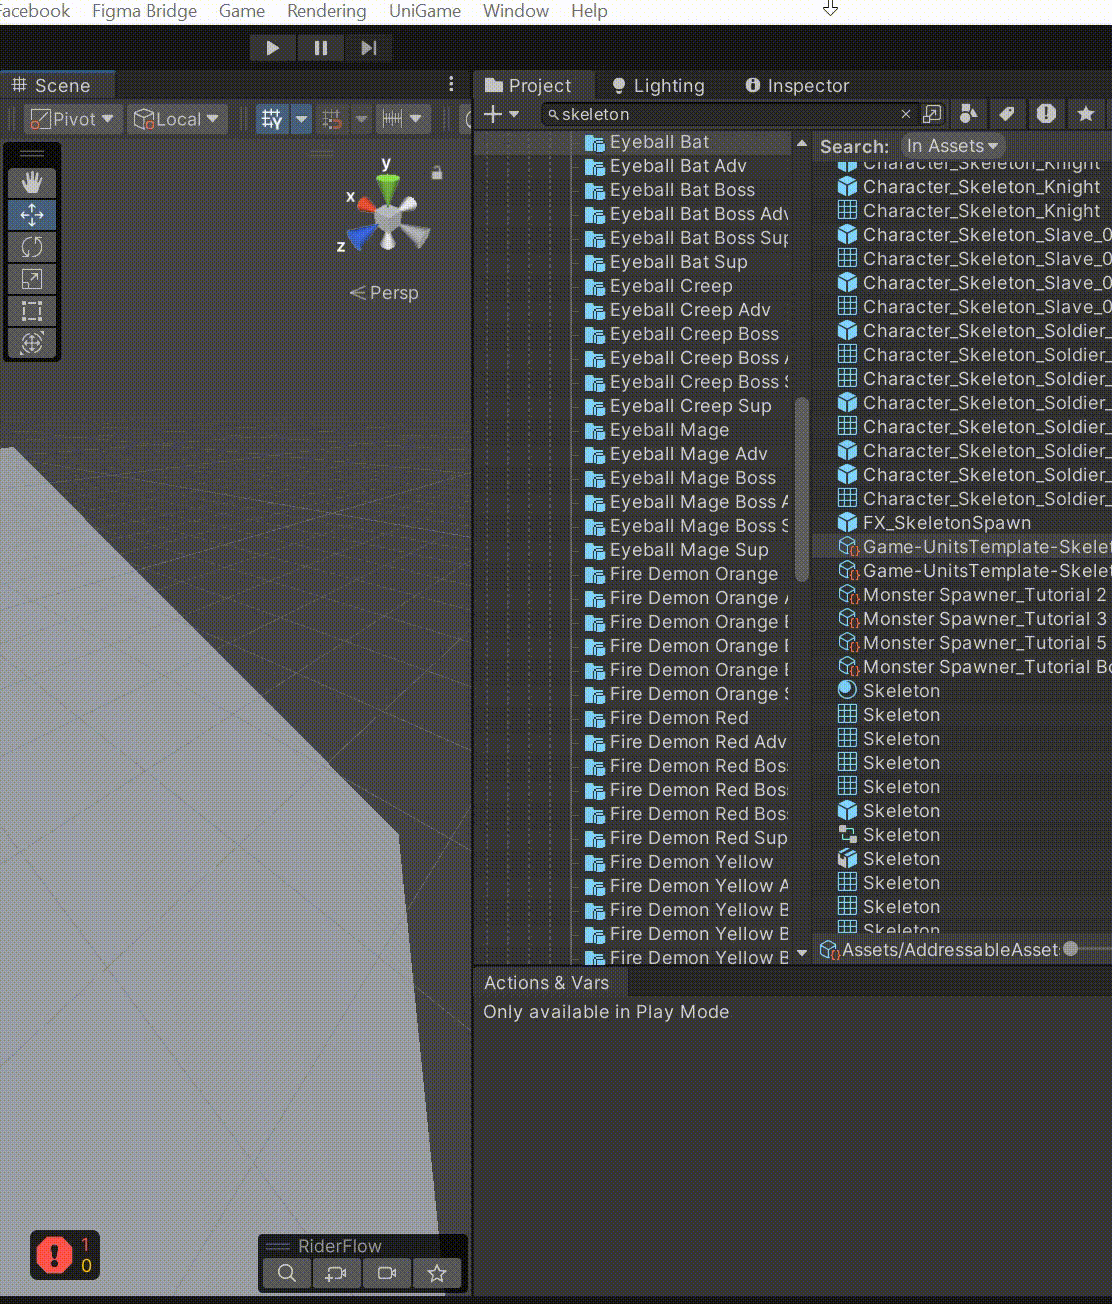 Facebook Figma Bridge Game Rendering UniGame Window Help
Scene
Project Lighting Inspector
Pivot Local
skeleton
Search: In Assets
y
x
z
Persp
Eyeball Bat
Eyeball Bat Adv
Eyeball Bat Boss
Eyeball Bat Boss Adv
Eyeball Bat Boss Sup
Eyeball Bat Sup
Eyeball Creep
Eyeball Creep Adv
Eyeball Creep Boss
Eyeball Creep Boss A
Eyeball Creep Boss S
Eyeball Creep Sup
Eyeball Mage
Eyeball Mage Adv
Eyeball Mage Boss
Eyeball Mage Boss A
Eyeball Mage Boss S
Eyeball Mage Sup
Fire Demon Orange
Fire Demon Orange A
Fire Demon Orange B
Fire Demon Orange B
Fire Demon Orange B
Fire Demon Orange S
Fire Demon Red
Fire Demon Red Adv
Fire Demon Red Bos
Fire Demon Red Bos
Fire Demon Red Bos
Fire Demon Red Sup
Fire Demon Yellow
Fire Demon Yellow A
Fire Demon Yellow B
Fire Demon Yellow B
Fire Demon Yellow B
Character_Skeleton_Knight
Character_Skeleton_Knight
Character_Skeleton_Knight
Character_Skeleton_Slave_0
Character_Skeleton_Slave_0
Character_Skeleton_Slave_0
Character_Skeleton_Slave_0
Character_Skeleton_Soldier_
Character_Skeleton_Soldier_
Character_Skeleton_Soldier_
Character_Skeleton_Soldier_
Character_Skeleton_Soldier_
Character_Skeleton_Soldier_
Character_Skeleton_Soldier_
Character_Skeleton_Soldier_
FX_SkeletonSpawn
Game-UnitsTemplate-Skelet
Game-UnitsTemplate-Skelet
Monster Spawner_Tutorial 2
Monster Spawner_Tutorial 3
Monster Spawner_Tutorial 5
Monster Spawner_Tutorial Bo
Skeleton
Skeleton
Skeleton
Skeleton
Skeleton
Skeleton
Skeleton
Skeleton
Skeleton
Skeleton
Skeleton
Assets/AddressableAsset
Actions & Vars
Only available in Play Mode
1
0
RiderFlow